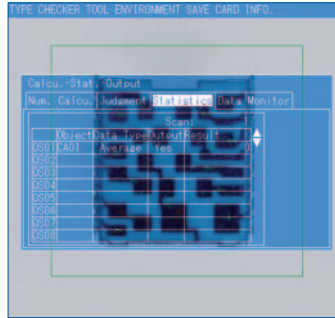 TYPE CHECKER TOOL ENVIRONMENT SAVE CARD INFO.
Calcu.-Stat.-Output
Num. Calcu. Judgment Statistics Data Monitor
Scan: 1
Object Data Type Output Result
QS01 CA01 Average Yes 0
QS02
QS03
QS04
QS05
QS06
QS07
QS08